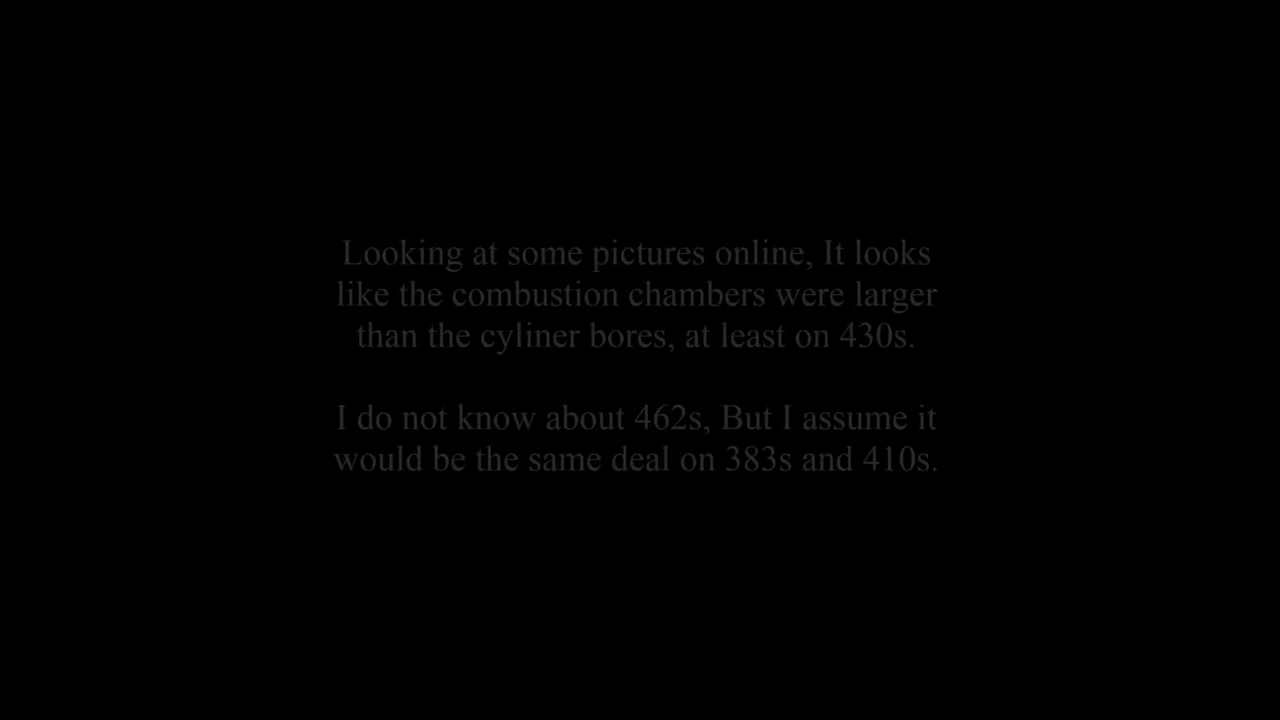 Looking at some pictures online, It looks
like the combustion chambers were larger
than the cyliner bores, at least on 430s.
I do not know about 462s, But I assume it
would be the same deal on 383s and 410s.